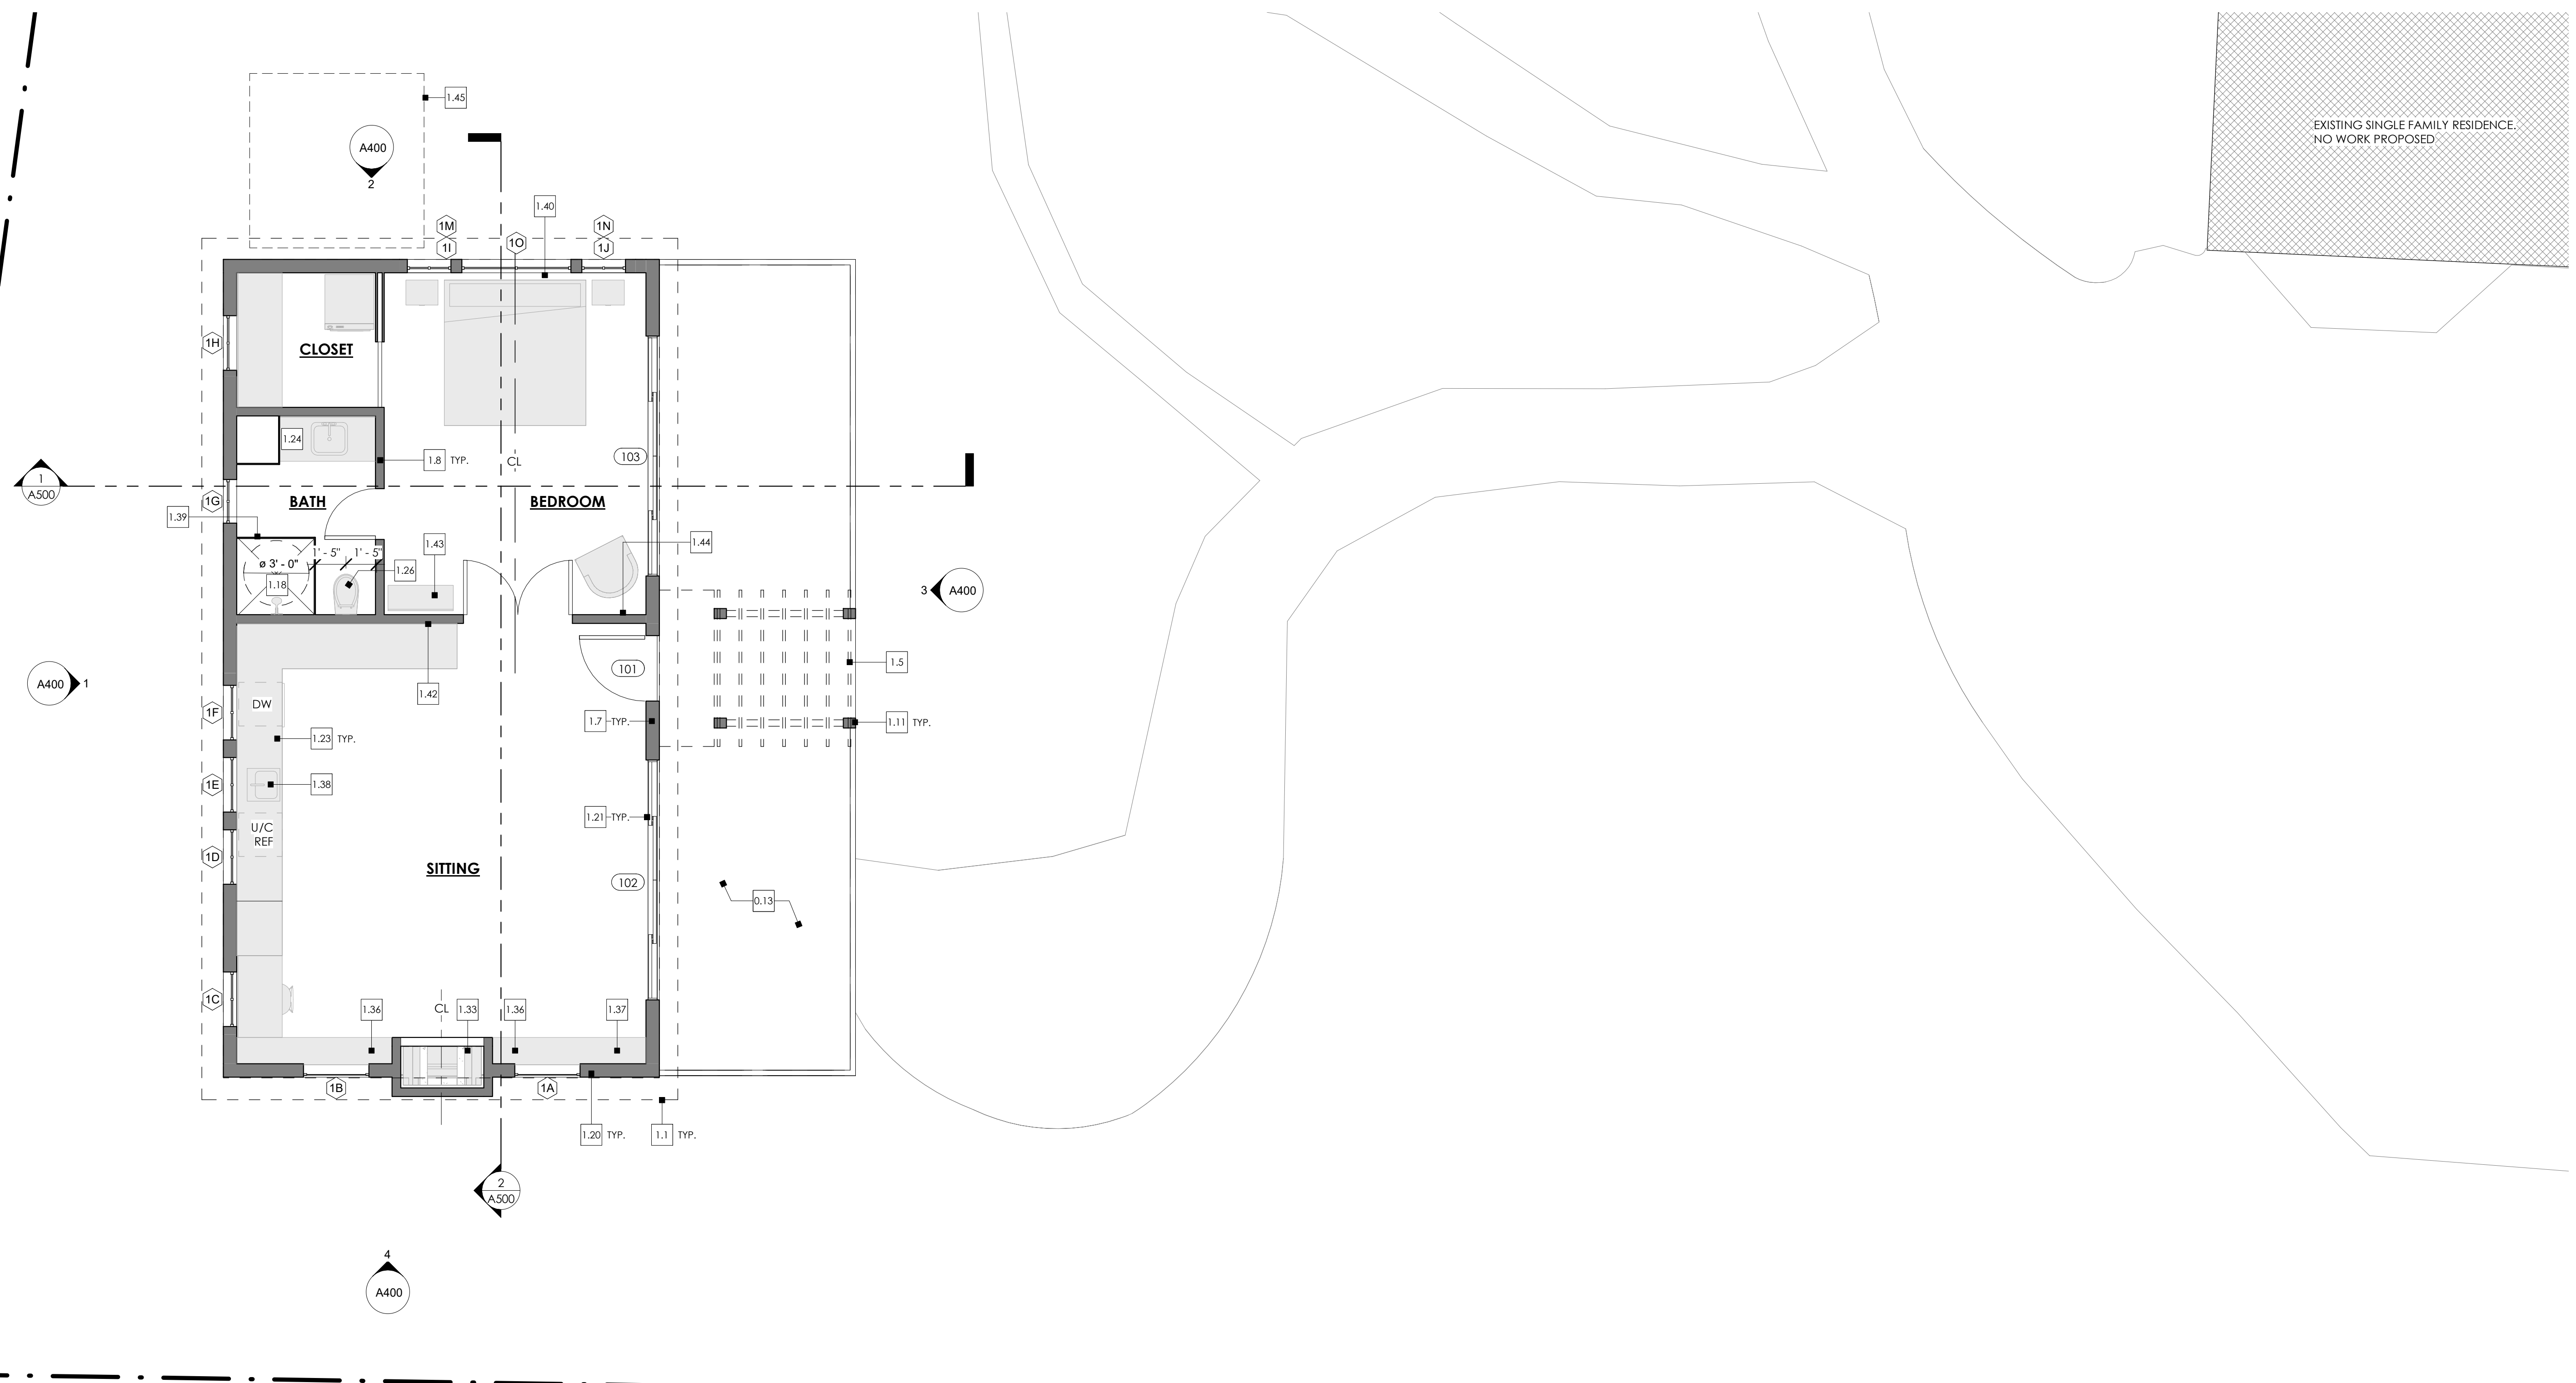 EXISTING SINGLE FAMILY RESIDENCE.
NO WORK PROPOSED
1.45
A400
2
1.40
1M
1I
1O
1N
1J
1H
CLOSET
1.24
1.8 TYP.
CL
103
1
A500
1G
BATH
BEDROOM
1.39
1.43
1.44
1' - 5" 1' - 5"
ø 3' - 0"
1.26
1.18
3
A400
101
1.5
A400
1
1.42
DW
1F
1.7 TYP.
1.11 TYP.
1.23 TYP.
1E
1.38
1.21 TYP.
U/C
REF
1D
SITTING
102
0.13
1C
1.36
CL
1.33
1.36
1.37
1B
1A
1.20 TYP.
1.1 TYP.
2
A500
4
A400